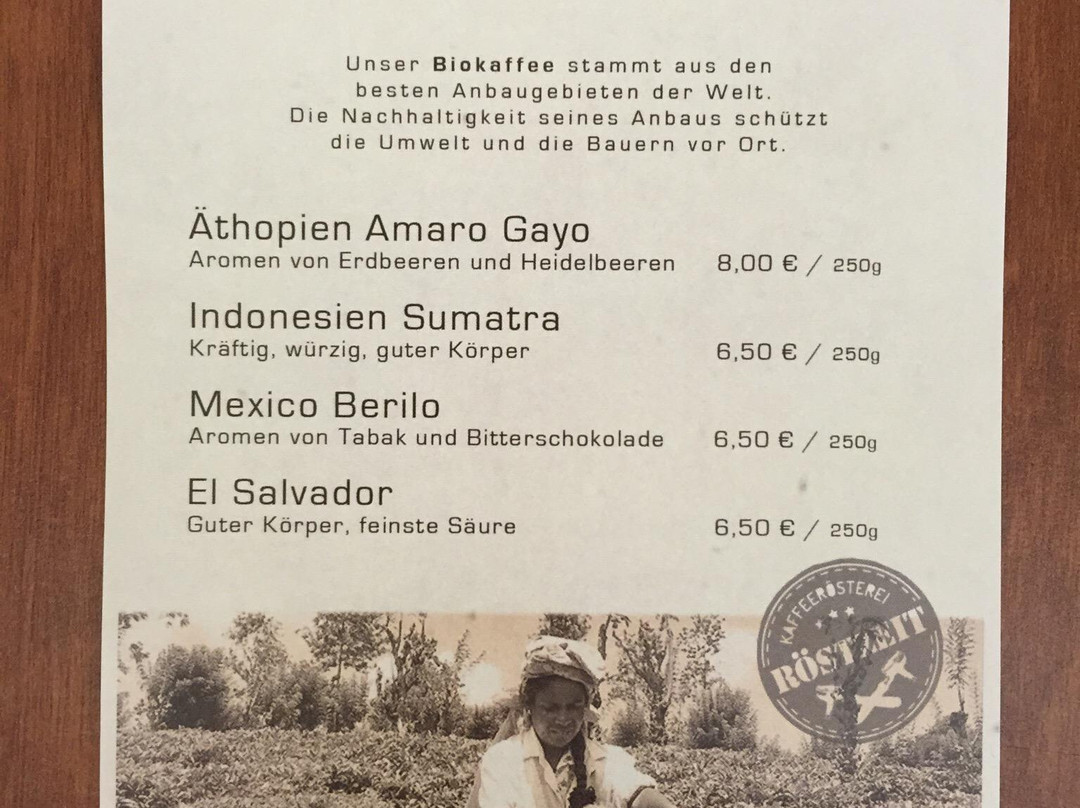 Unser Biokaffee stammt aus den
besten Anbaugebieten der Welt.
Die Nachhaltigkeit seines Anbaus schützt
die Umwelt und die Bauern vor Ort.
Äthopien Amaro Gayo
Aromen von Erdbeeren und Heidelbeeren 8,00 € / 250g
Indonesien Sumatra
Kräftig, würzig, guter Körper 6,50 € / 250g
Mexico Berilo
Aromen von Tabak und Bitterschokolade 6,50 € / 250g
El Salvador
Guter Körper, feinste Säure 6,50 € / 250g
KAFFEERÖSTEREI
RÖSTZEIT